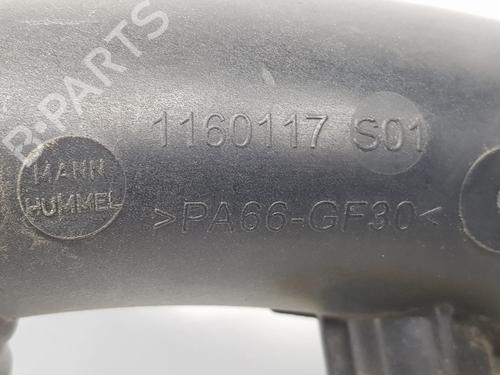 B-PARTS
1160117 S01
MANN
HUMMEL
>PA66-GF30<